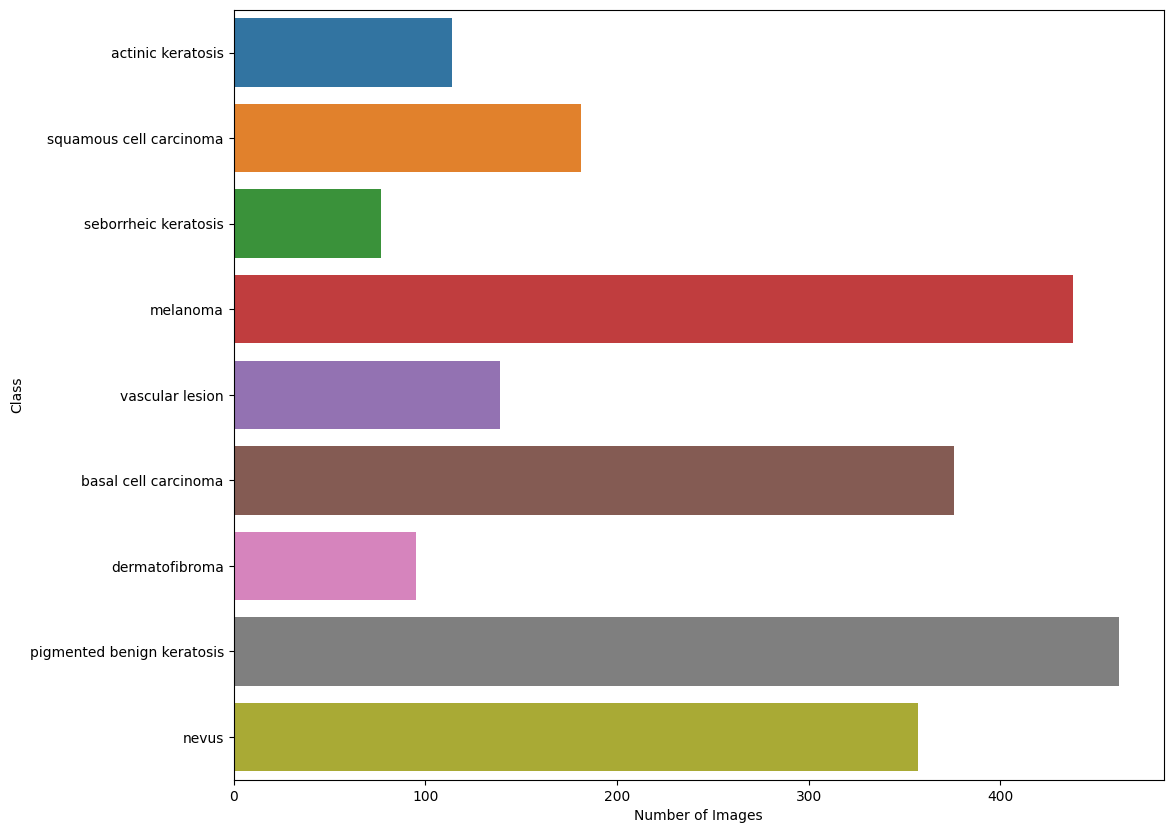 Class
actinic keratosis
squamous cell carcinoma
seborrheic keratosis
melanoma
vascular lesion
basal cell carcinoma
dermatofibroma
pigmented benign keratosis
nevus
0 100 200 300 400
Number of Images